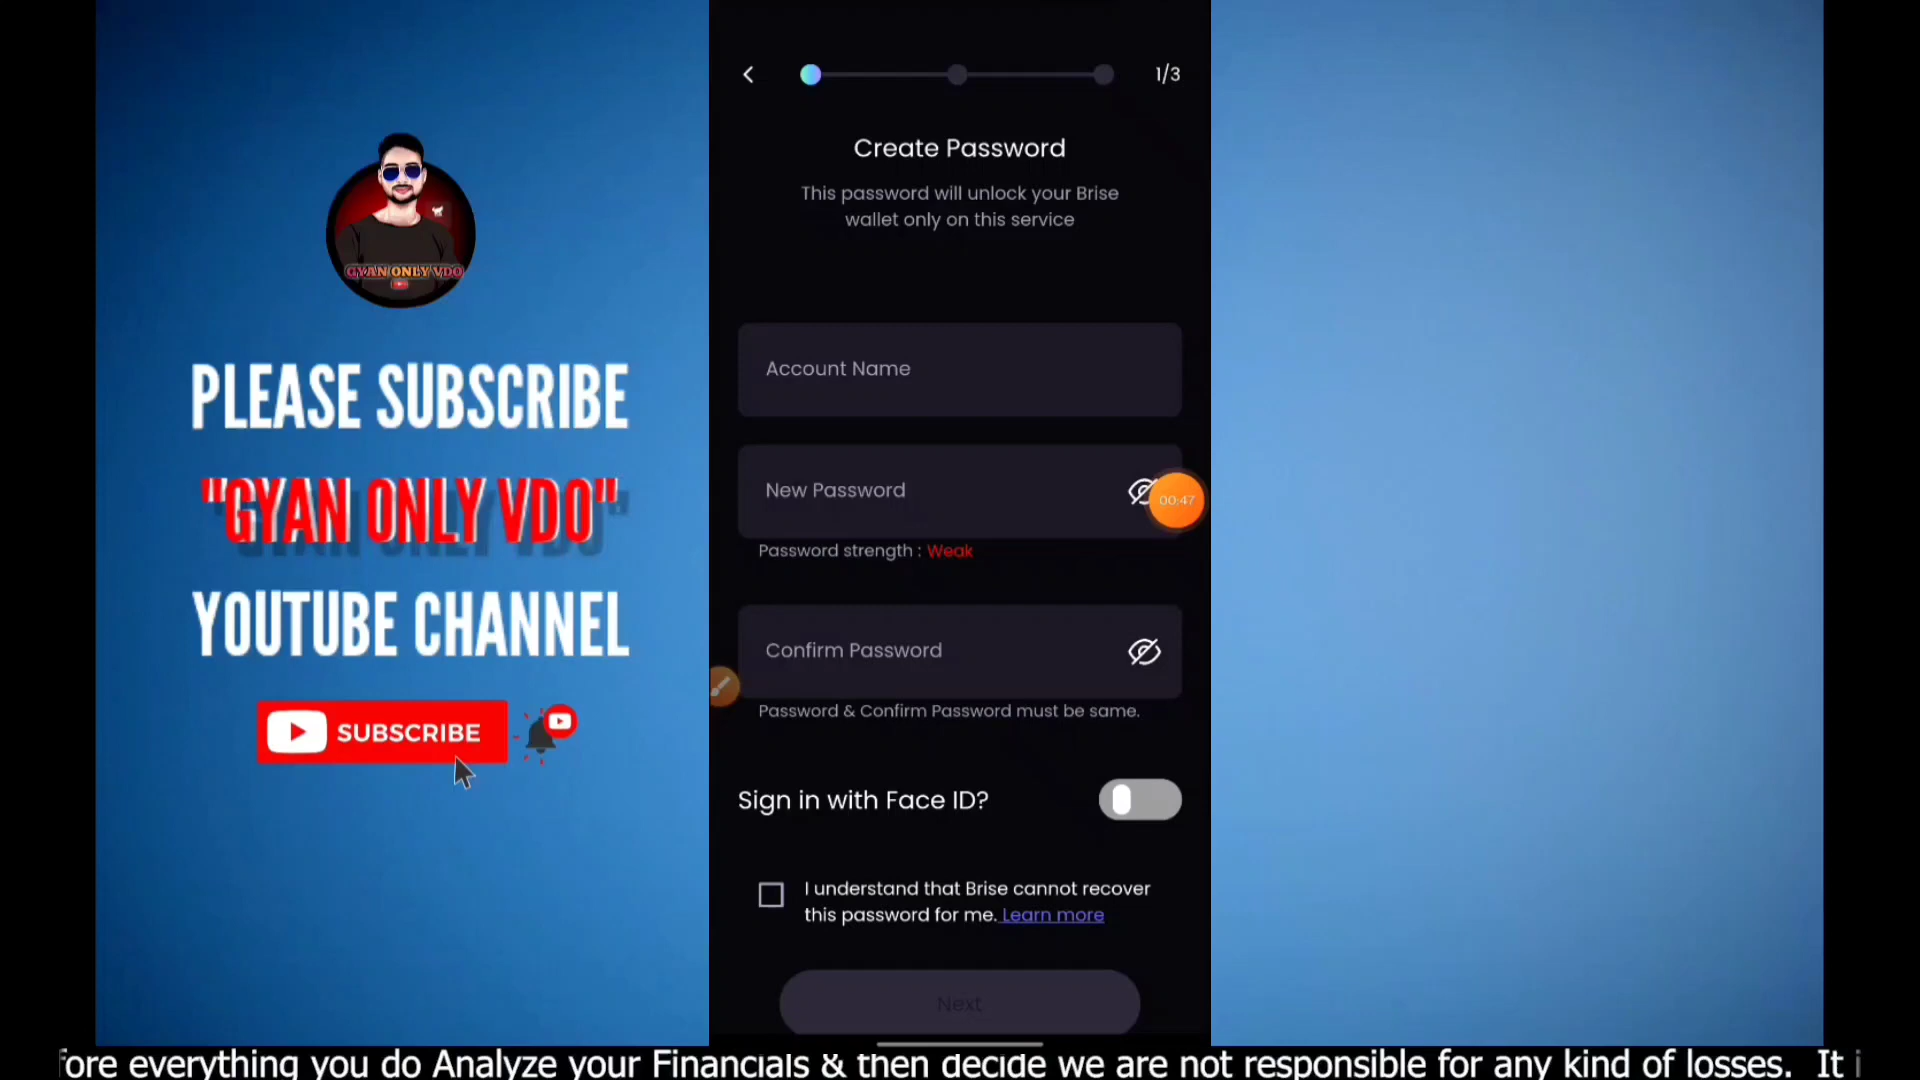 GYAN ONLY VDO
PLEASE SUBSCRIBE
"GYAN ONLY VDO"
YOUTUBE CHANNEL
SUBSCRIBE
1/3
Create Password
This password will unlock your Brise
wallet only on this service
Account Name
New Password
00:47
Password strength : Weak
Confirm Password
Password & Confirm Password must be same.
Sign in with Face ID?
I understand that Brise cannot recover
this password for me. Learn more
Next
fore everything you do Analyze your Financials & then decide we are not responsible for any kind of losses. It i